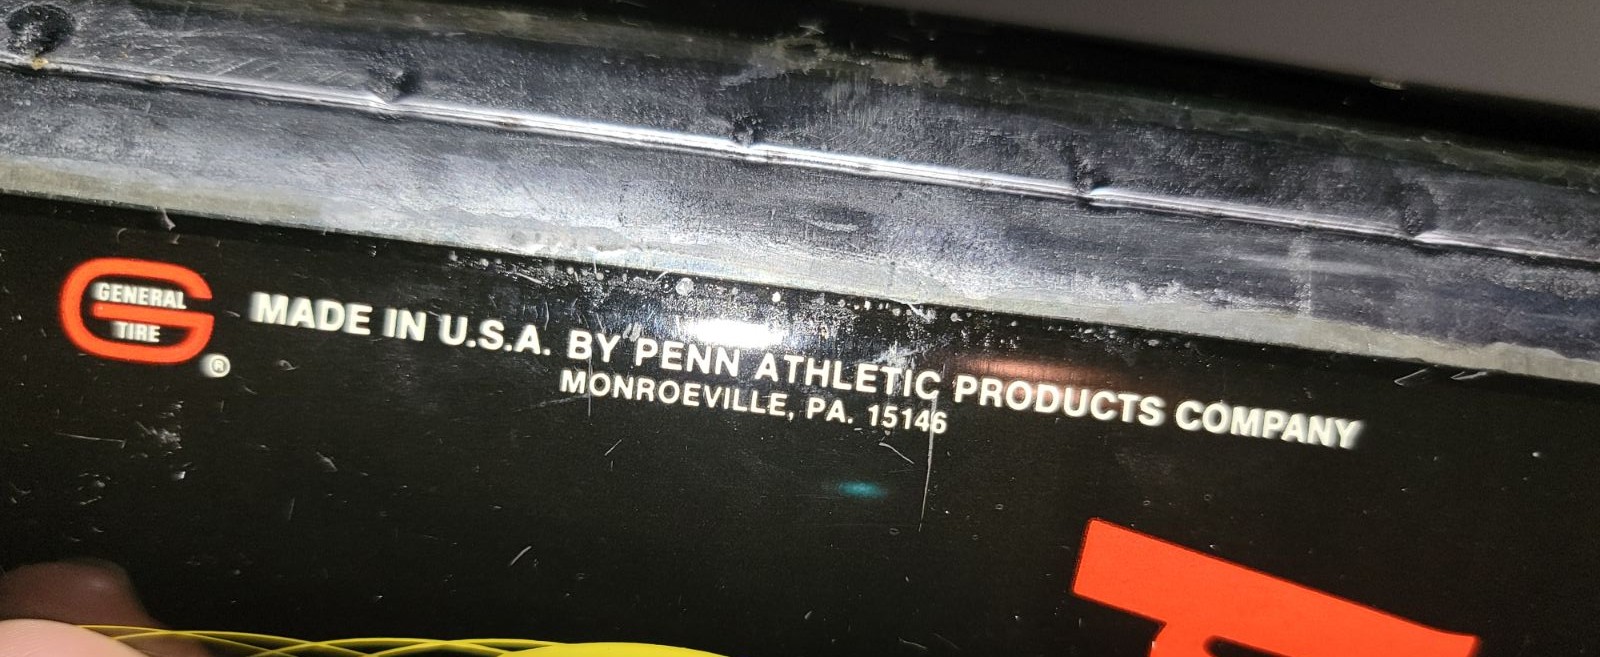 GENERAL
TIRE
®
MADE IN U.S.A. BY PENN ATHLETIC PRODUCTS COMPANY
MONROEVILLE, PA. 15146